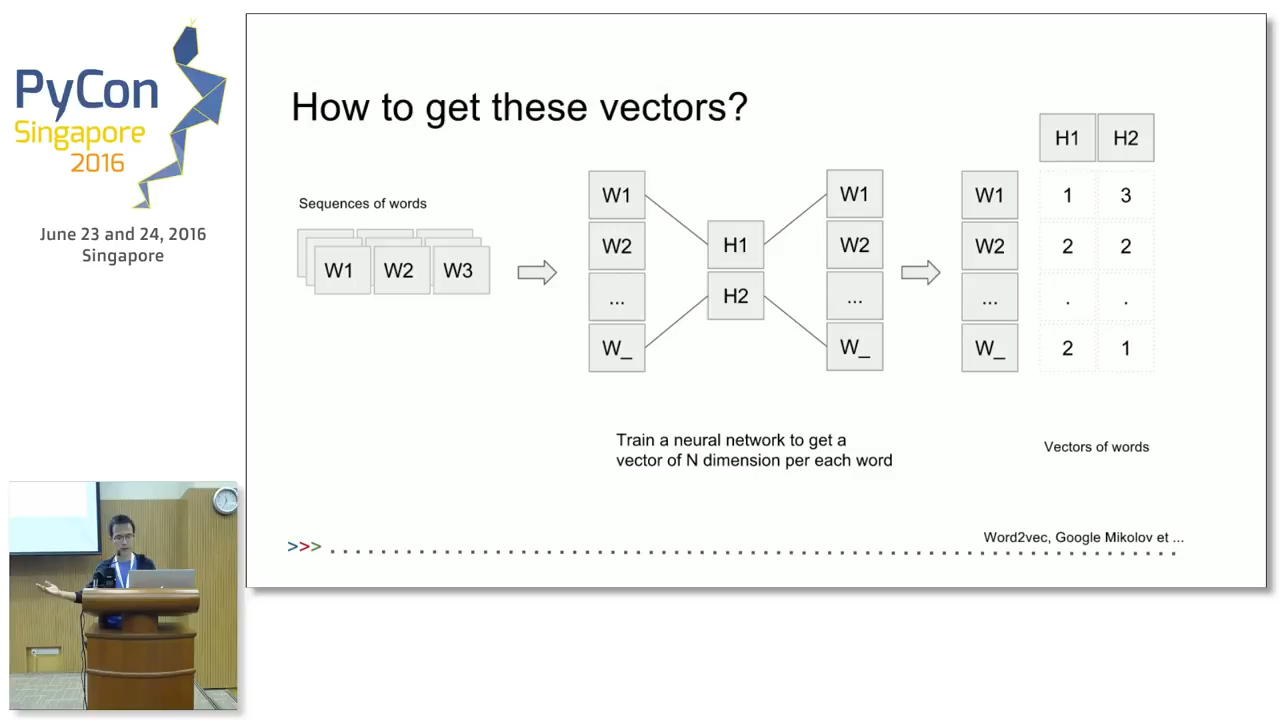 PyCon
Singapore
2016
June 23 and 24, 2016
Singapore
How to get these vectors?
Sequences of words
W1 W2 W3
W1
W2
...
W_
H1
H2
W1
W2
...
W_
H1 H2
W1 1 3
W2 2 2
... . .
W_ 2 1
Train a neural network to get a
vector of N dimension per each word
Vectors of words
>>>
Word2vec, Google Mikolov et ...